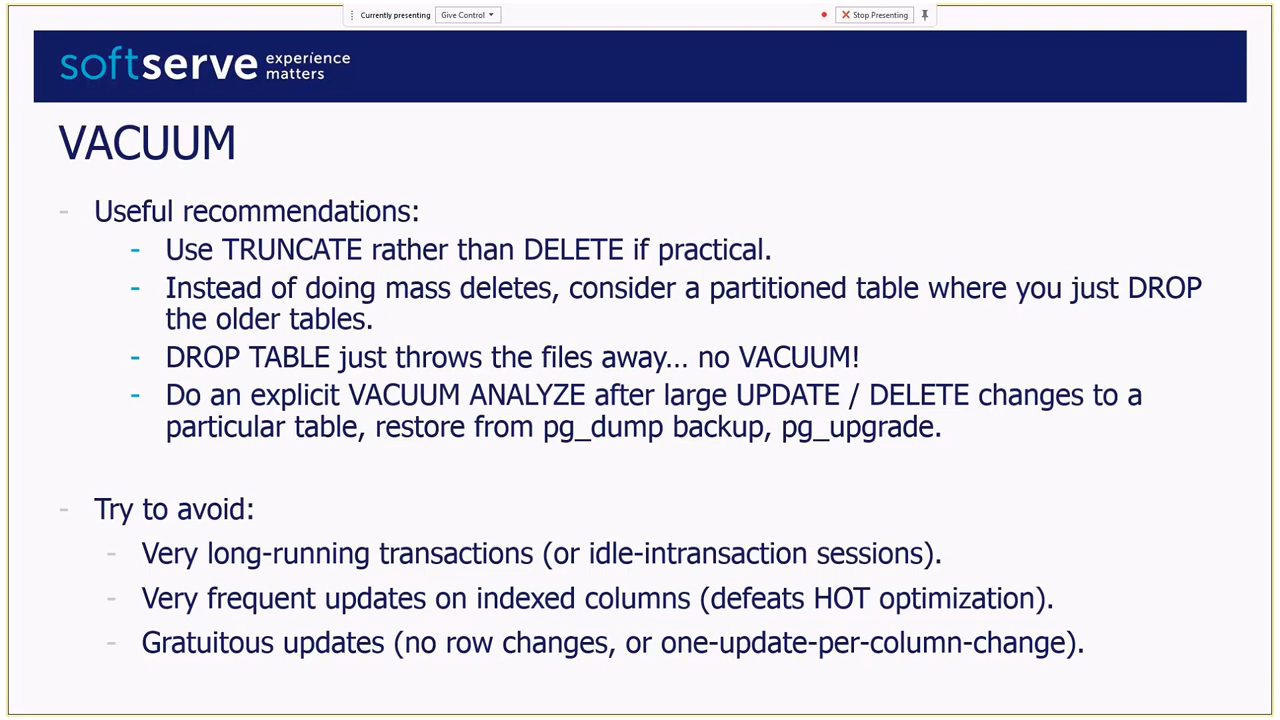 Currently presenting Give Control Stop Presenting
softserve experience
matters
VACUUM
- Useful recommendations:
- Use TRUNCATE rather than DELETE if practical.
- Instead of doing mass deletes, consider a partitioned table where you just DROP
the older tables.
- DROP TABLE just throws the files away… no VACUUM!
- Do an explicit VACUUM ANALYZE after large UPDATE / DELETE changes to a
particular table, restore from pg_dump backup, pg_upgrade.
- Try to avoid:
- Very long-running transactions (or idle-intransaction sessions).
- Very frequent updates on indexed columns (defeats HOT optimization).
- Gratuitous updates (no row changes, or one-update-per-column-change).